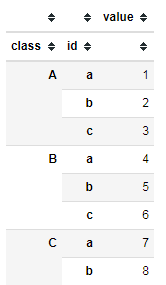 value
class id
A a 1
b 2
c 3
B a 4
b 5
c 6
C a 7
b 8